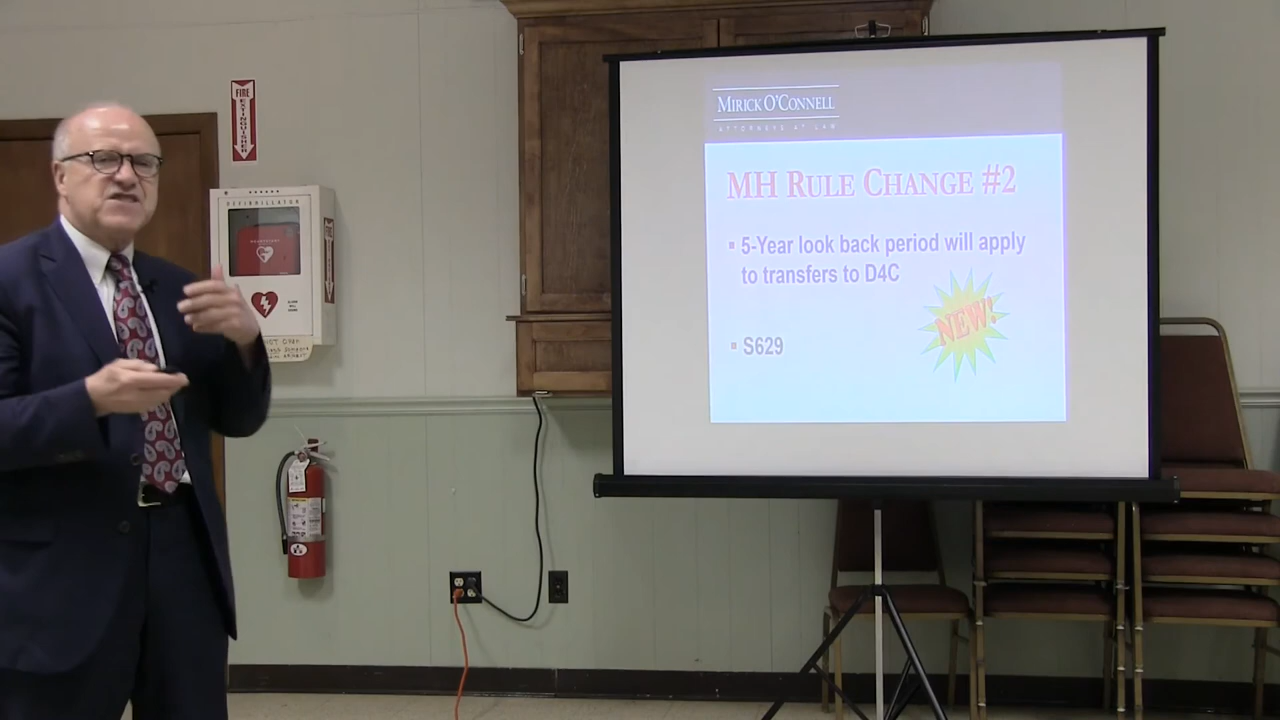 FIRE
EXTINGUISHER
DEFIBRILLATOR
FIRE
MIRICK O'CONNELL
ATTORNEYS AT LAW
MH RULE CHANGE #2
▪ 5-Year look back period will apply
to transfers to D4C
NEW!
▪ S629